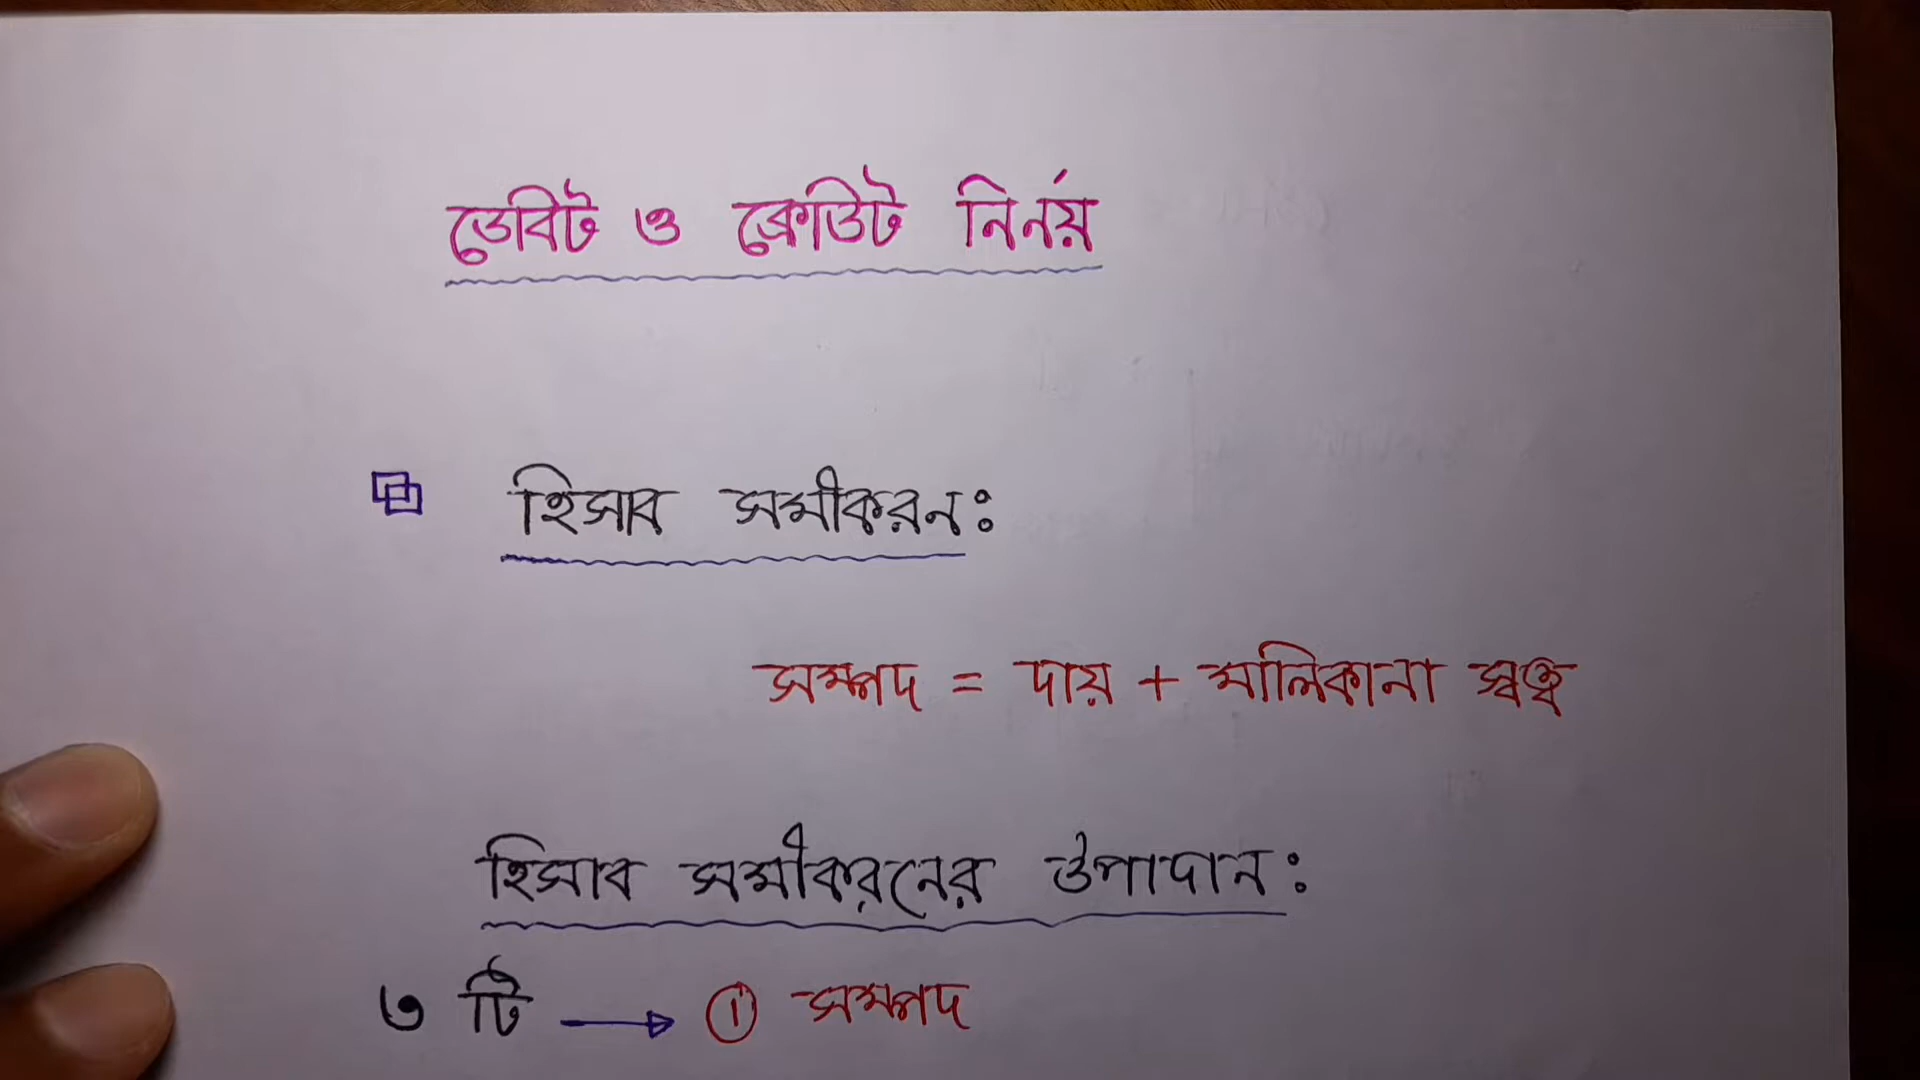 ডেবিট ও ক্রেডিট নির্নয়
হিসাব সমীকরন:
সম্পদ = দায় + মালিকানা স্বত্ত্ব
হিসাব সমীকরনের উপাদান:
৩ টি → ① সম্পদ